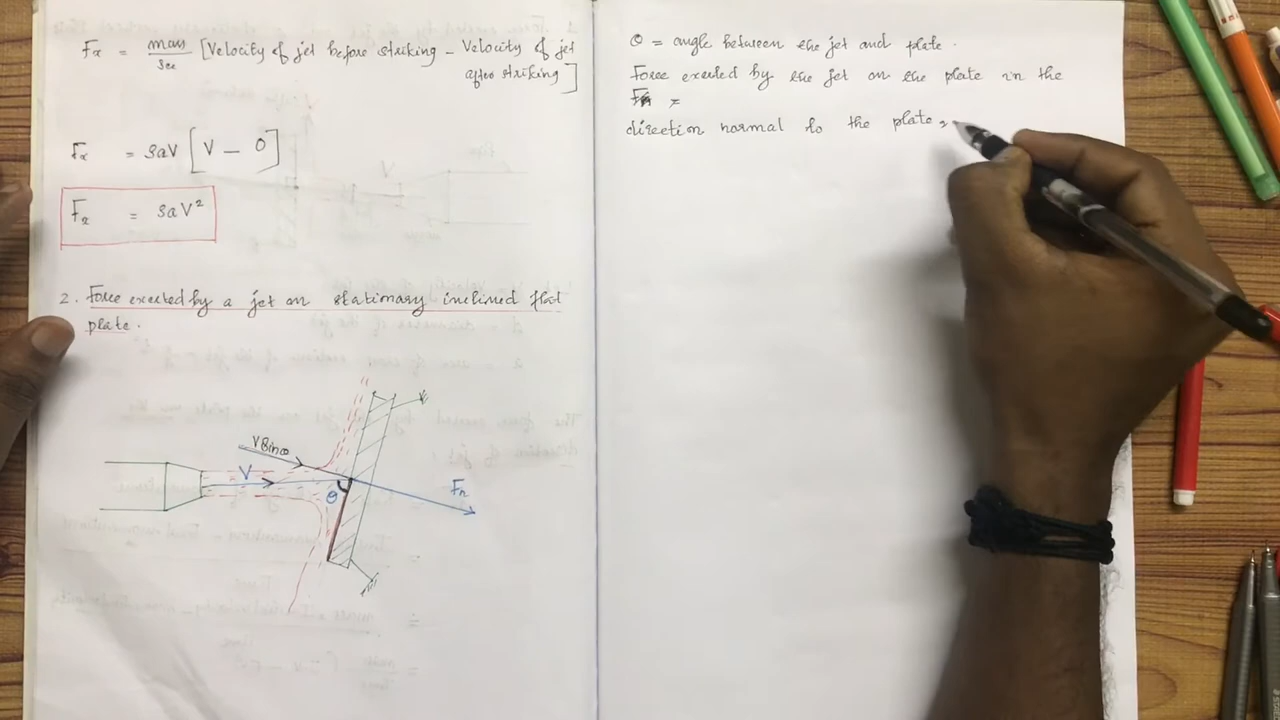 Fx = mass/sec [Velocity of jet before striking - Velocity of jet
after striking]
Fx = ρaV [V - 0]
Fx = ρaV²
2. Force exerted by a jet on stationary inclined flat
plate.
VSinθ
V
θ
Fn
θ = angle between the jet and plate.
Force exerted by the jet on the plate in the
direction normal to the plate,